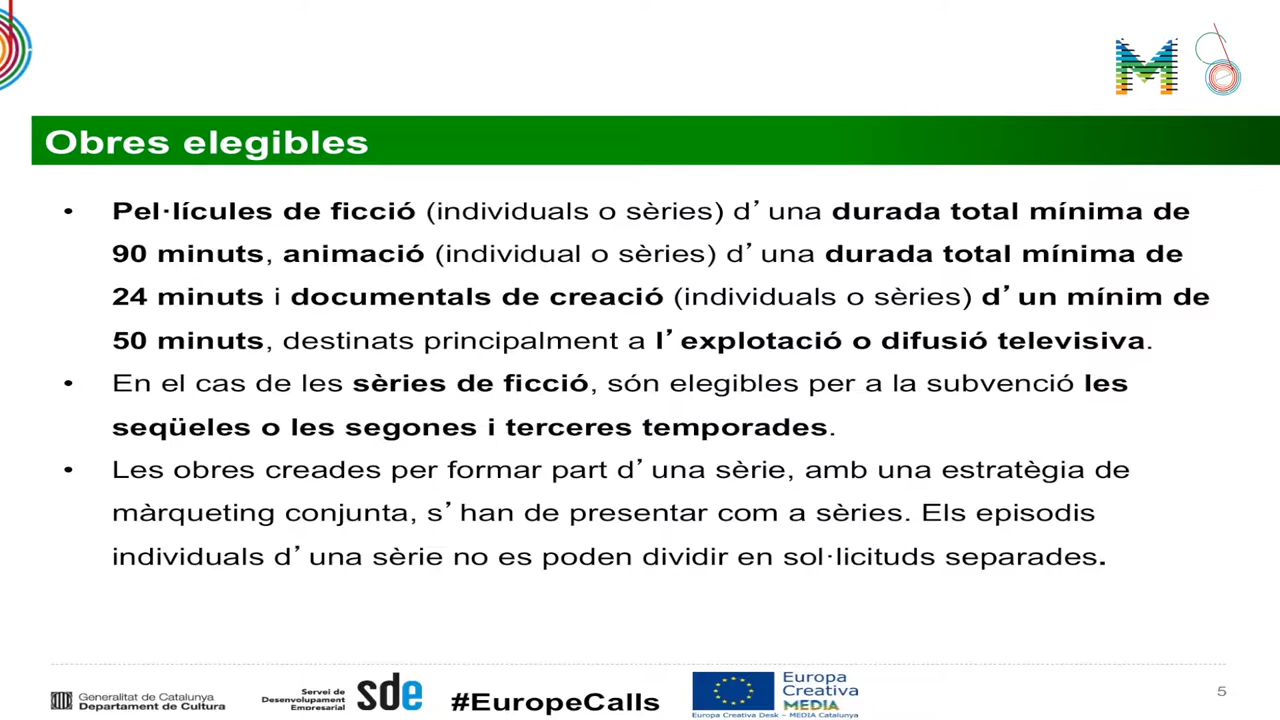 Obres elegibles
• Pel·lícules de ficció (individuals o sèries) d’una durada total mínima de
90 minuts, animació (individual o sèries) d’una durada total mínima de
24 minuts i documentals de creació (individuals o sèries) d’un mínim de
50 minuts, destinats principalment a l’explotació o difusió televisiva.
• En el cas de les sèries de ficció, són elegibles per a la subvenció les
seqüeles o les segones i terceres temporades.
• Les obres creades per formar part d’una sèrie, amb una estratègia de
màrqueting conjunta, s’han de presentar com a sèries. Els episodis
individuals d’una sèrie no es poden dividir en sol·licituds separades.
Generalitat de Catalunya
Departament de Cultura
Servei de
Desenvolupament
Empresarial
sde
#EuropeCalls
Europa
Creativa
MEDIA
Europa Creativa Desk – MEDIA Catalunya
5